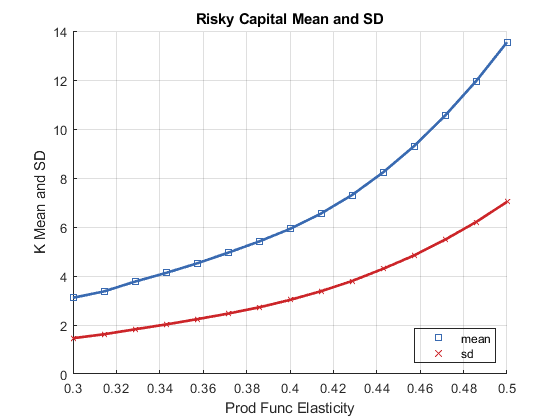 Risky Capital Mean and SD
K Mean and SD
14
12
10
8
6
4
2
0
0.3 0.32 0.34 0.36 0.38 0.4 0.42 0.44 0.46 0.48 0.5
Prod Func Elasticity
mean
sd